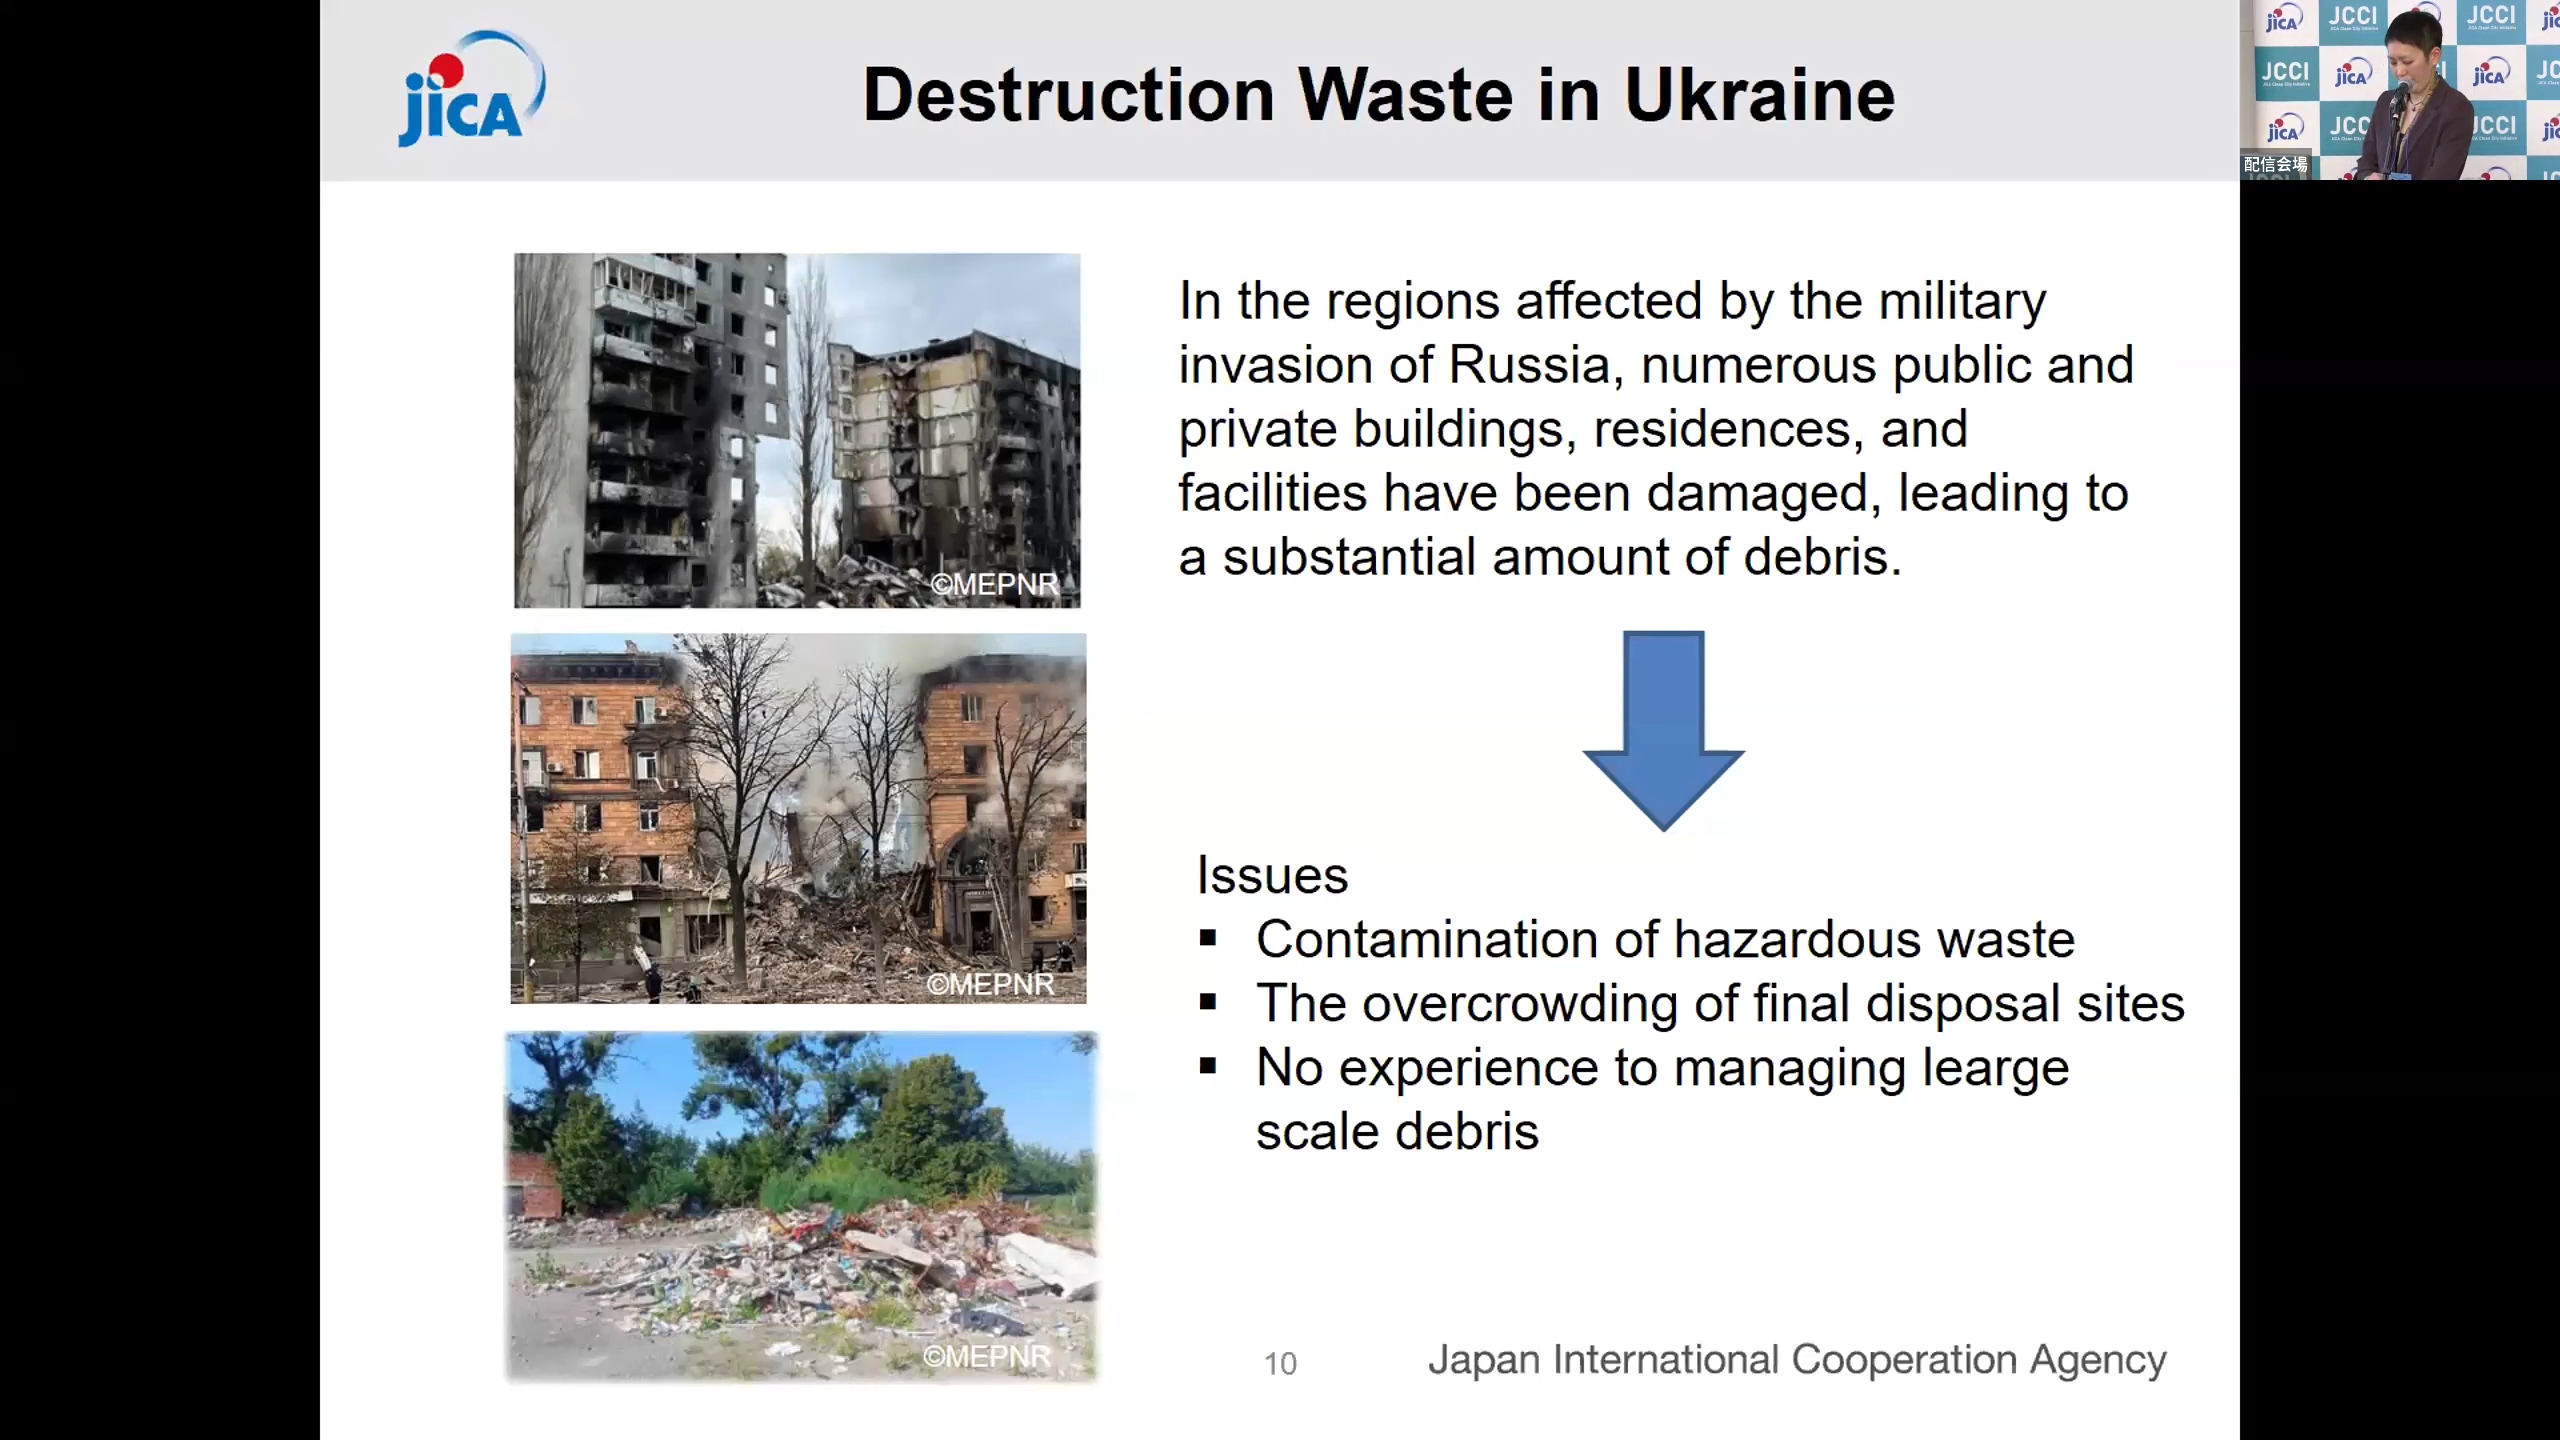 jica
Destruction Waste in Ukraine
In the regions affected by the military
invasion of Russia, numerous public and
private buildings, residences, and
facilities have been damaged, leading to
a substantial amount of debris.
©MEPNR
©MEPNR
©MEPNR
Issues
▪ Contamination of hazardous waste
▪ The overcrowding of final disposal sites
▪ No experience to managing learge
scale debris
10
Japan International Cooperation Agency
jica JCCI JCCI
JCCI jica jica
jica JCCI
配信会場